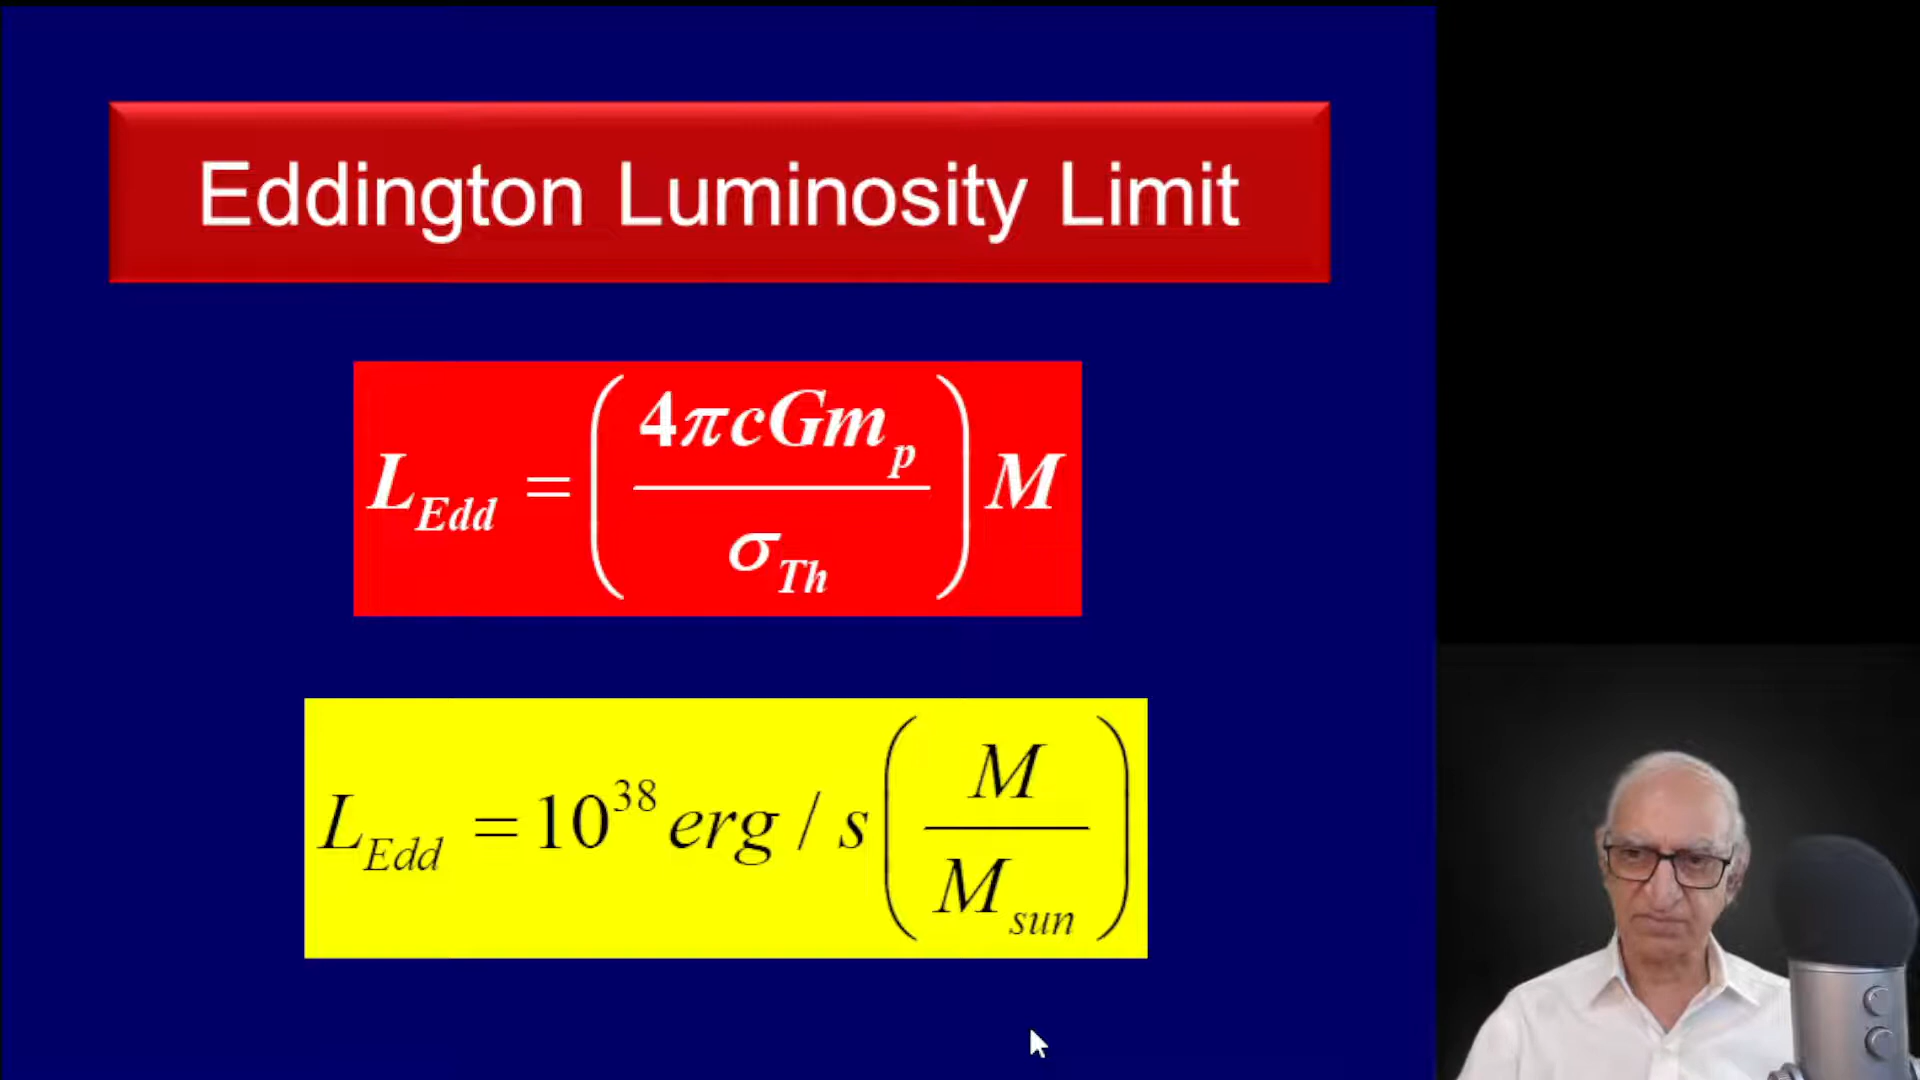 Eddington Luminosity Limit
L_Edd = (4πcGm_p / σ_Th) M
L_Edd = 10^38 erg / s (M / M_sun)